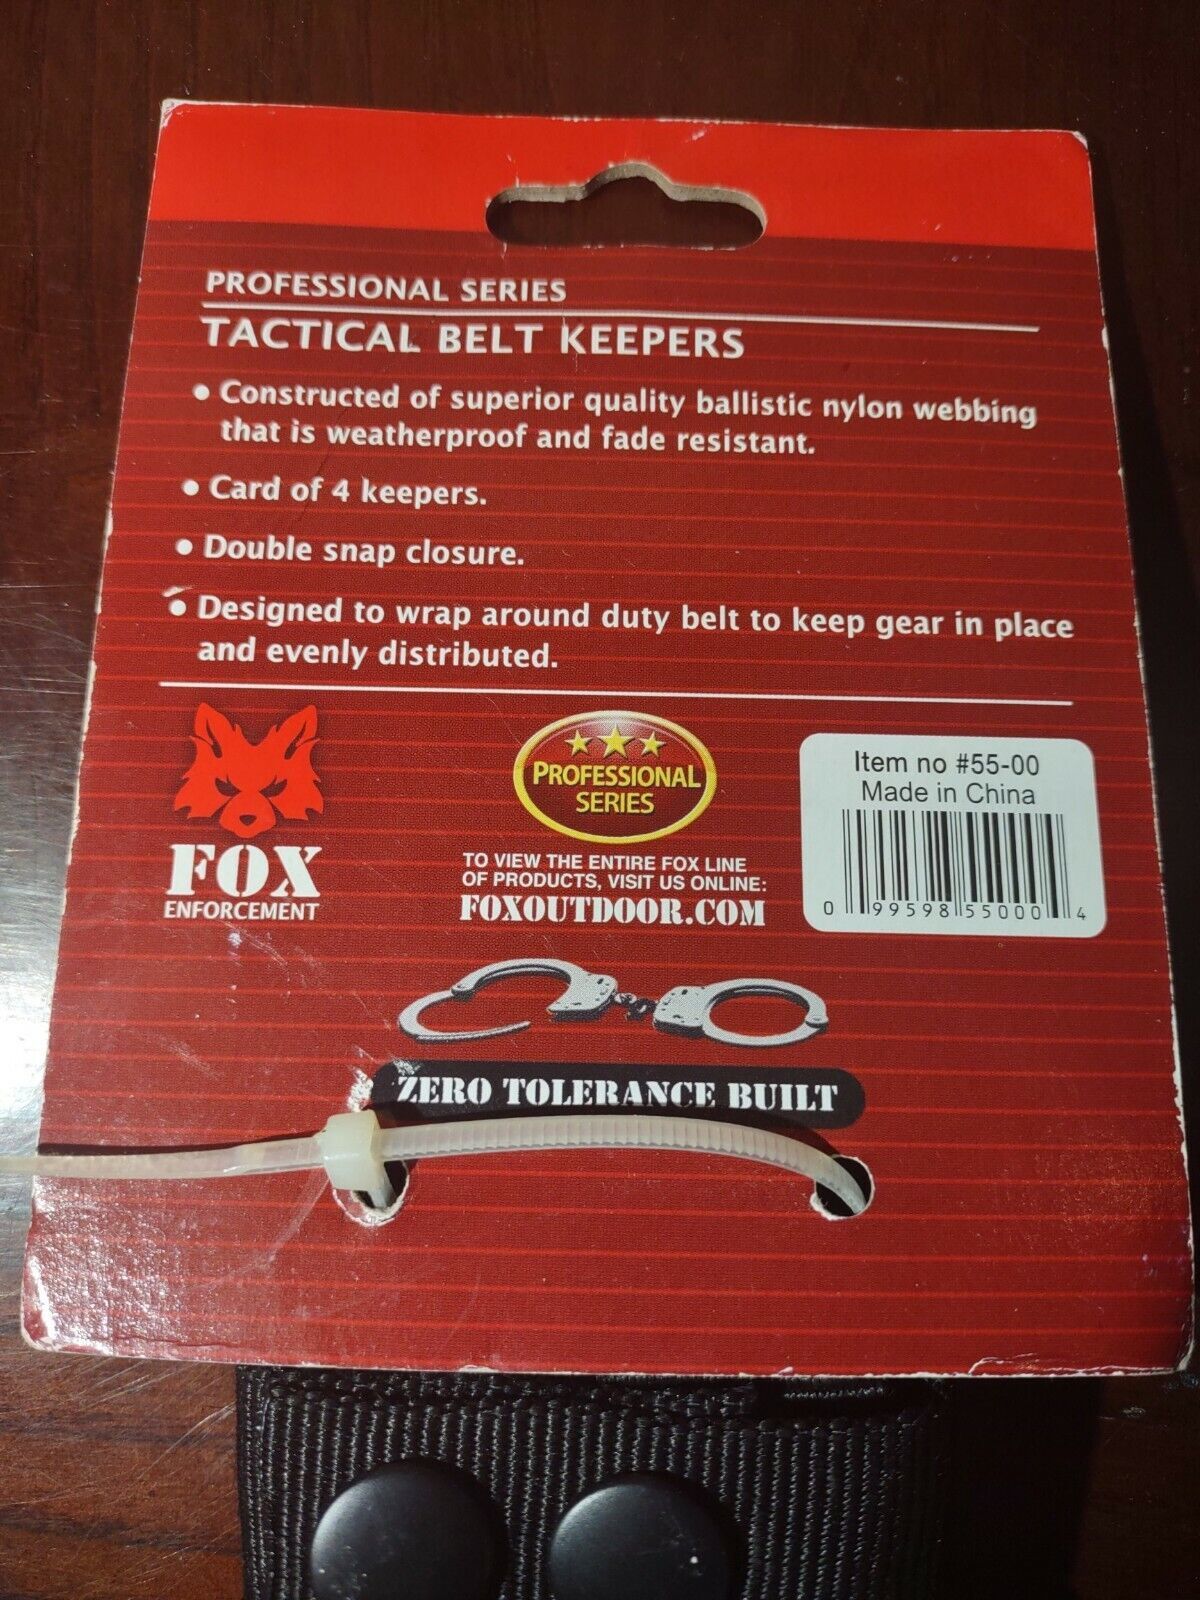 PROFESSIONAL SERIES
TACTICAL BELT KEEPERS
• Constructed of superior quality ballistic nylon webbing
that is weatherproof and fade resistant.
• Card of 4 keepers.
• Double snap closure.
• Designed to wrap around duty belt to keep gear in place
and evenly distributed.
FOX
ENFORCEMENT
PROFESSIONAL
SERIES
TO VIEW THE ENTIRE FOX LINE
OF PRODUCTS, VISIT US ONLINE:
FOXOUTDOOR.COM
Item no #55-00
Made in China
0 99598 55000 4
ZERO TOLERANCE BUILT